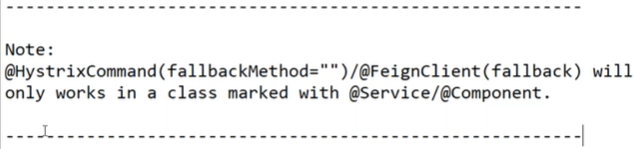 --------------------------------------------------------
Note:
@HystrixCommand(fallbackMethod="")/@FeignClient(fallback) will
only works in a class marked with @Service/@Component.
--------------------------------------------------------